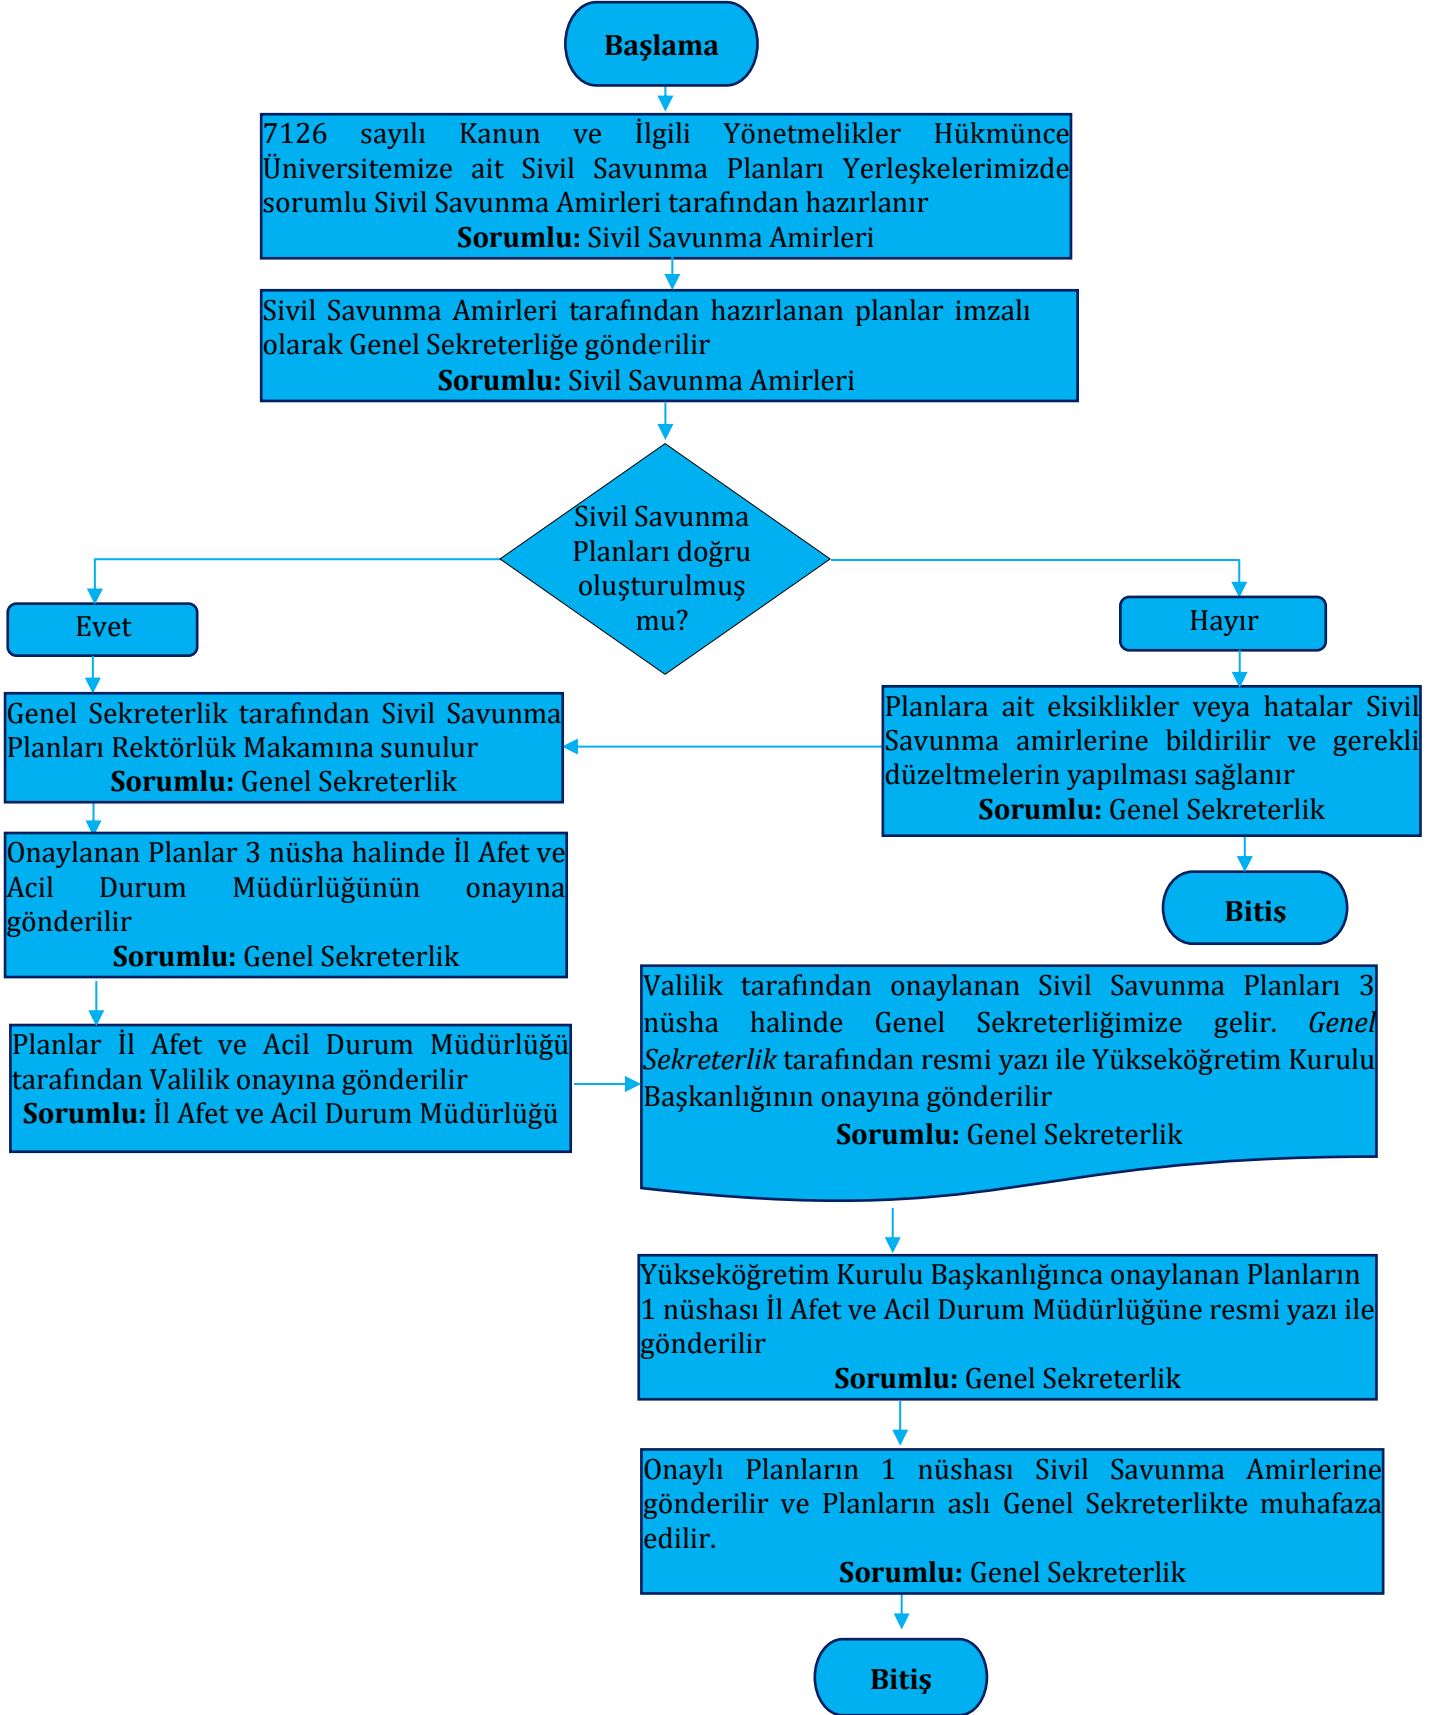 Başlama
7126 sayılı Kanun ve İlgili Yönetmelikler Hükmünce
Üniversitemize ait Sivil Savunma Planları Yerleşkelerimizde
sorumlu Sivil Savunma Amirleri tarafından hazırlanır
Sorumlu: Sivil Savunma Amirleri
Sivil Savunma Amirleri tarafından hazırlanan planlar imzalı
olarak Genel Sekreterliğe gönderilir
Sorumlu: Sivil Savunma Amirleri
Sivil Savunma
Planları doğru
oluşturulmuş
mu?
Evet
Hayır
Genel Sekreterlik tarafından Sivil Savunma
Planları Rektörlük Makamına sunulur
Sorumlu: Genel Sekreterlik
Planlara ait eksiklikler veya hatalar Sivil
Savunma amirlerine bildirilir ve gerekli
düzeltmelerin yapılması sağlanır
Sorumlu: Genel Sekreterlik
Onaylanan Planlar 3 nüsha halinde İl Afet ve
Acil Durum Müdürlüğünün onayına
gönderilir
Sorumlu: Genel Sekreterlik
Bitiş
Planlar İl Afet ve Acil Durum Müdürlüğü
tarafından Valilik onayına gönderilir
Sorumlu: İl Afet ve Acil Durum Müdürlüğü
Valilik tarafından onaylanan Sivil Savunma Planları 3
nüsha halinde Genel Sekreterliğimize gelir. Genel
Sekreterlik tarafından resmi yazı ile Yükseköğretim Kurulu
Başkanlığının onayına gönderilir
Sorumlu: Genel Sekreterlik
Yükseköğretim Kurulu Başkanlığınca onaylanan Planların
1 nüshası İl Afet ve Acil Durum Müdürlüğüne resmi yazı ile
gönderilir
Sorumlu: Genel Sekreterlik
Onaylı Planların 1 nüshası Sivil Savunma Amirlerine
gönderilir ve Planların aslı Genel Sekreterlikte muhafaza
edilir.
Sorumlu: Genel Sekreterlik
Bitiş